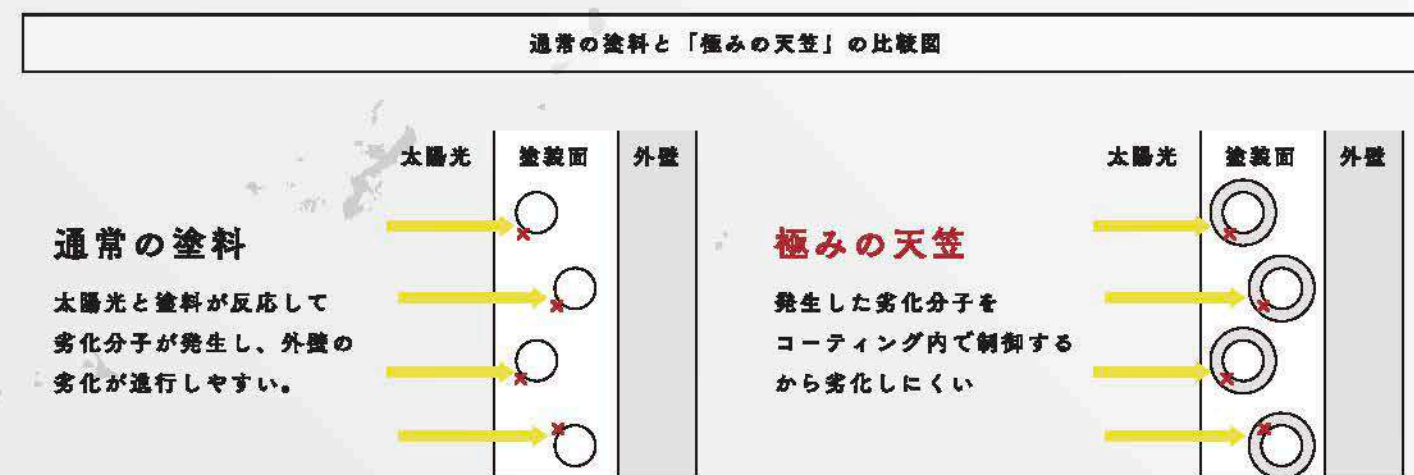 通常の塗料と「極みの天笠」の比較図
太陽光
塗装面
外壁
通常の塗料
太陽光と塗料が反応して
劣化分子が発生し、外壁の
劣化が進行しやすい。
太陽光
塗装面
外壁
極みの天笠
発生した劣化分子を
コーティング内で制御する
から劣化しにくい